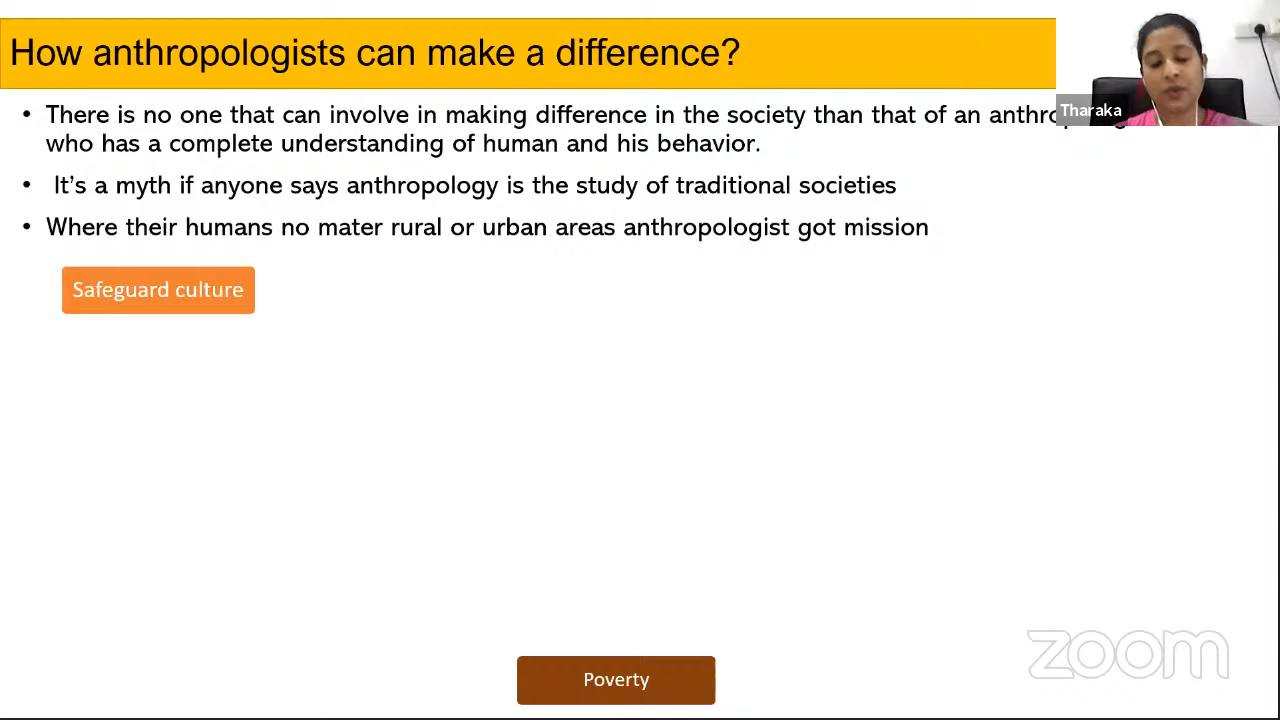 How anthropologists can make a difference?
Tharaka
• There is no one that can involve in making difference in the society than that of an
who has a complete understanding of human and his behavior.
• It's a myth if anyone says anthropology is the study of traditional societies
• Where their humans no mater rural or urban areas anthropologist got mission
Safeguard culture
Poverty
zoom